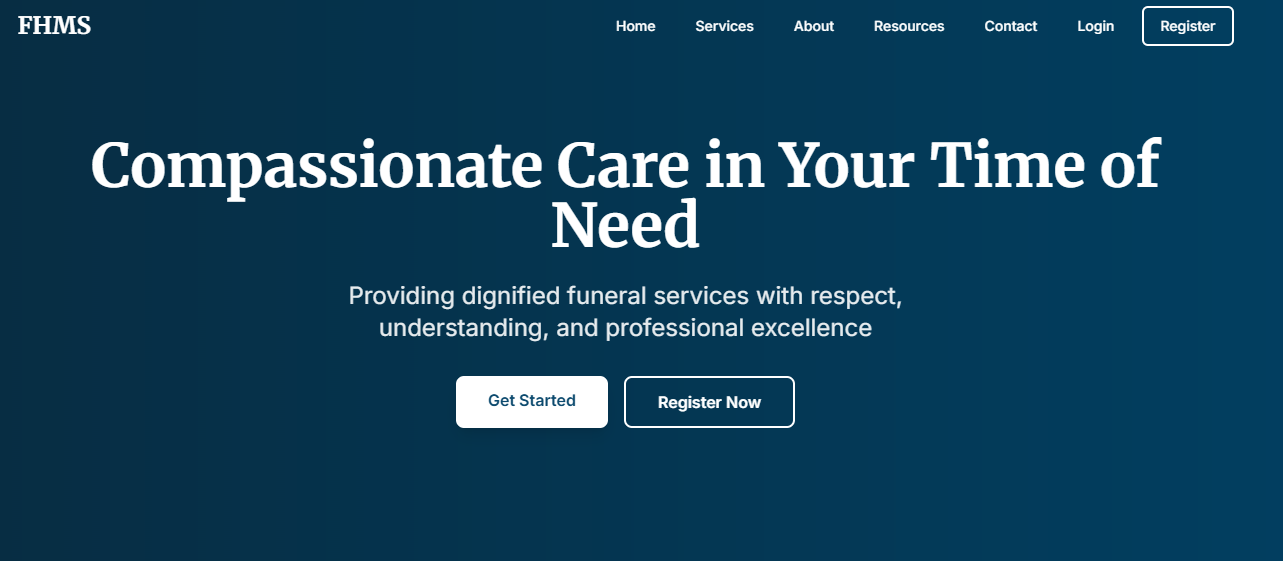 FHMS
Home Services About Resources Contact Login Register
Compassionate Care in Your Time of
Need
Providing dignified funeral services with respect,
understanding, and professional excellence
Get Started Register Now